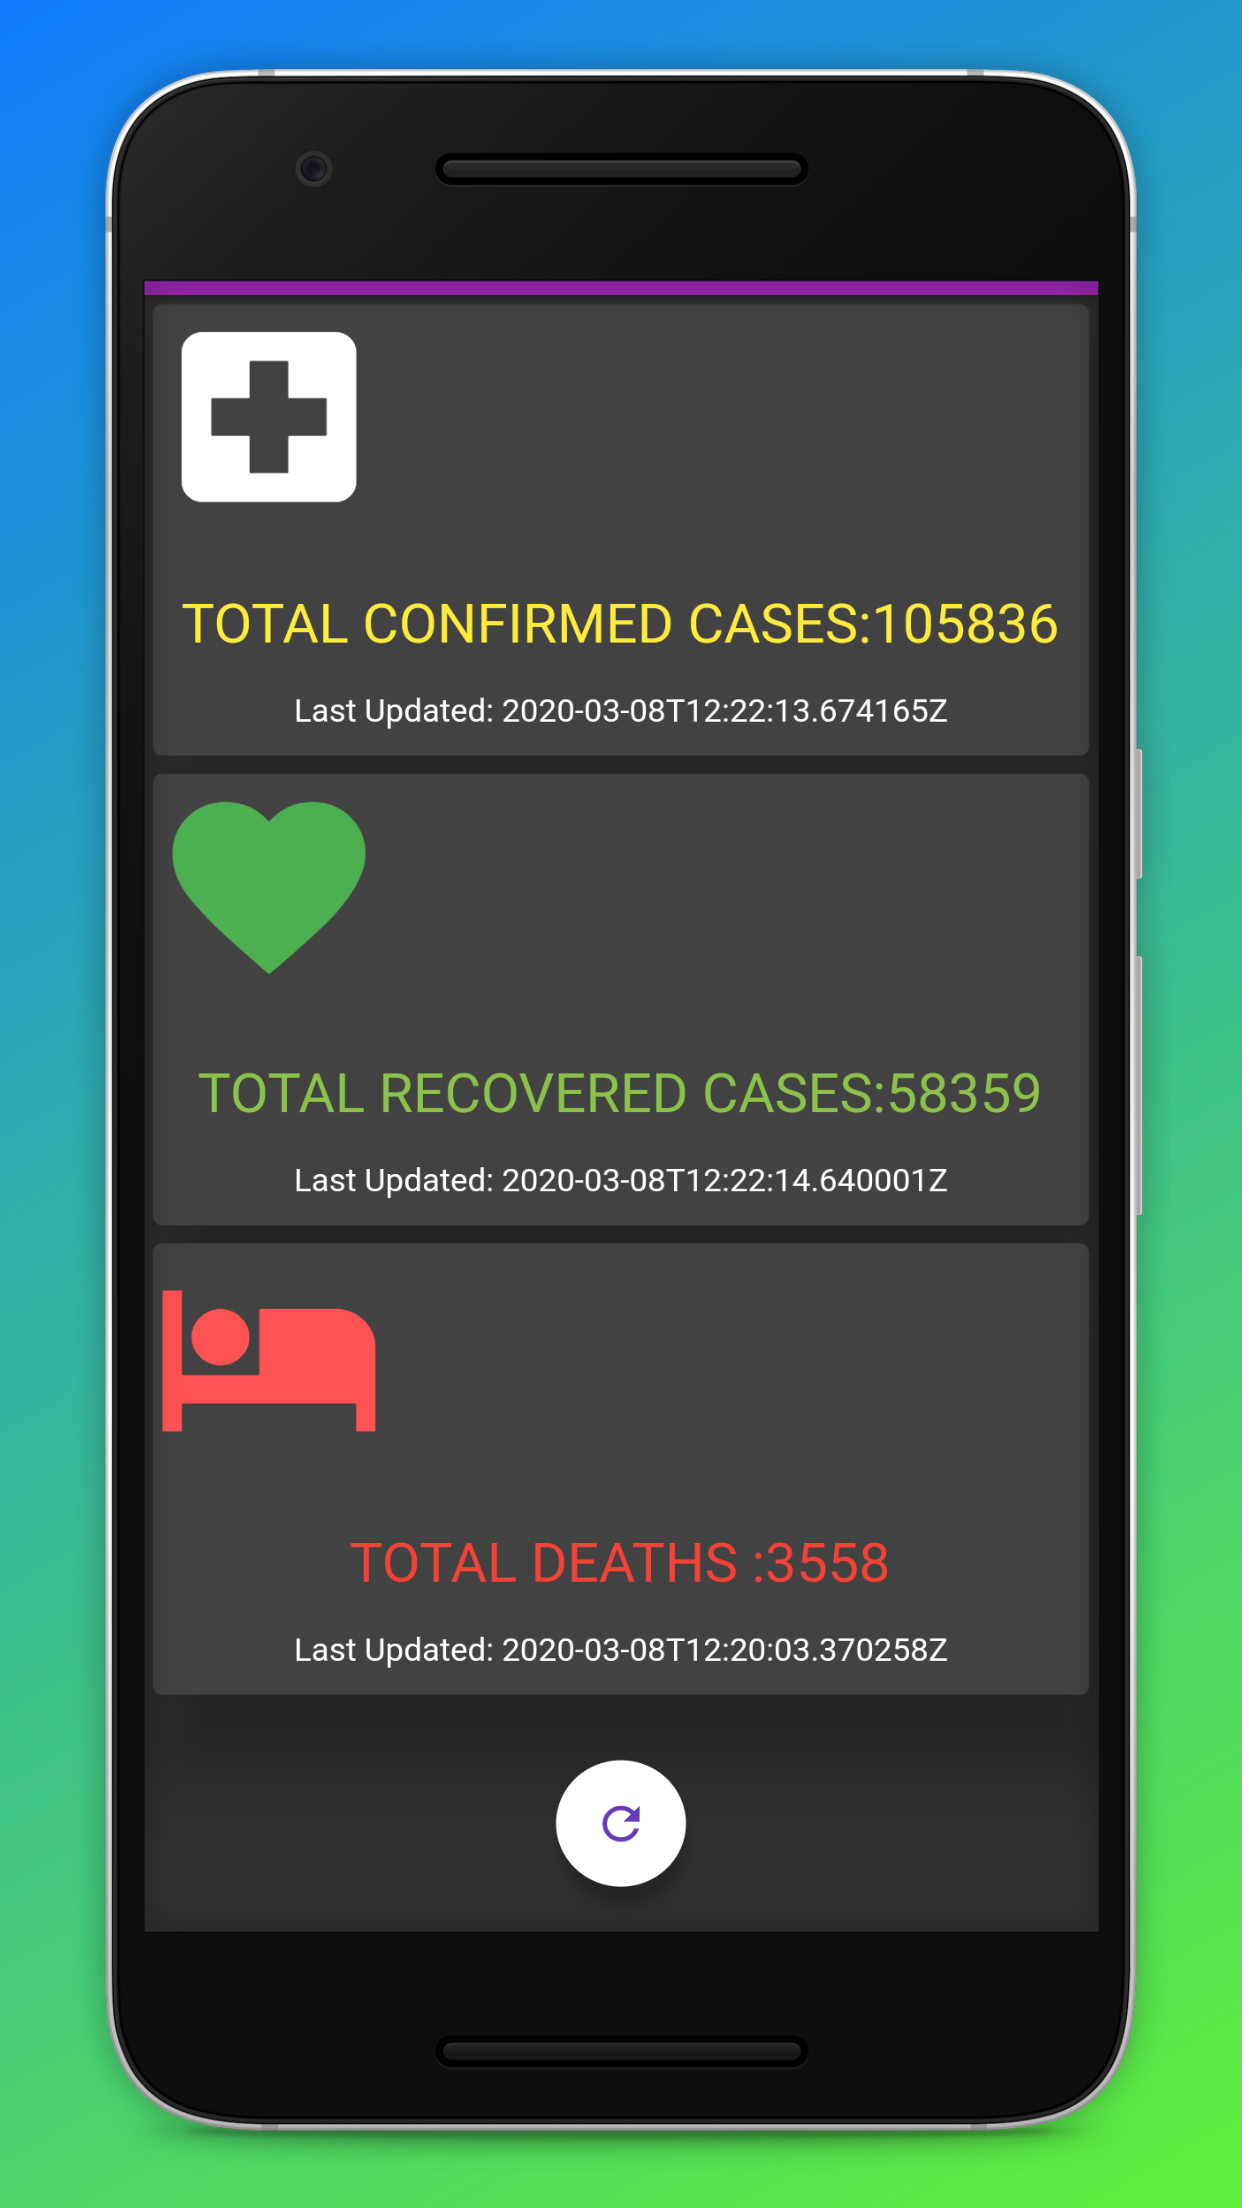 TOTAL CONFIRMED CASES:105836
Last Updated: 2020-03-08T12:22:13.674165Z
TOTAL RECOVERED CASES:58359
Last Updated: 2020-03-08T12:22:14.640001Z
TOTAL DEATHS :3558
Last Updated: 2020-03-08T12:20:03.370258Z